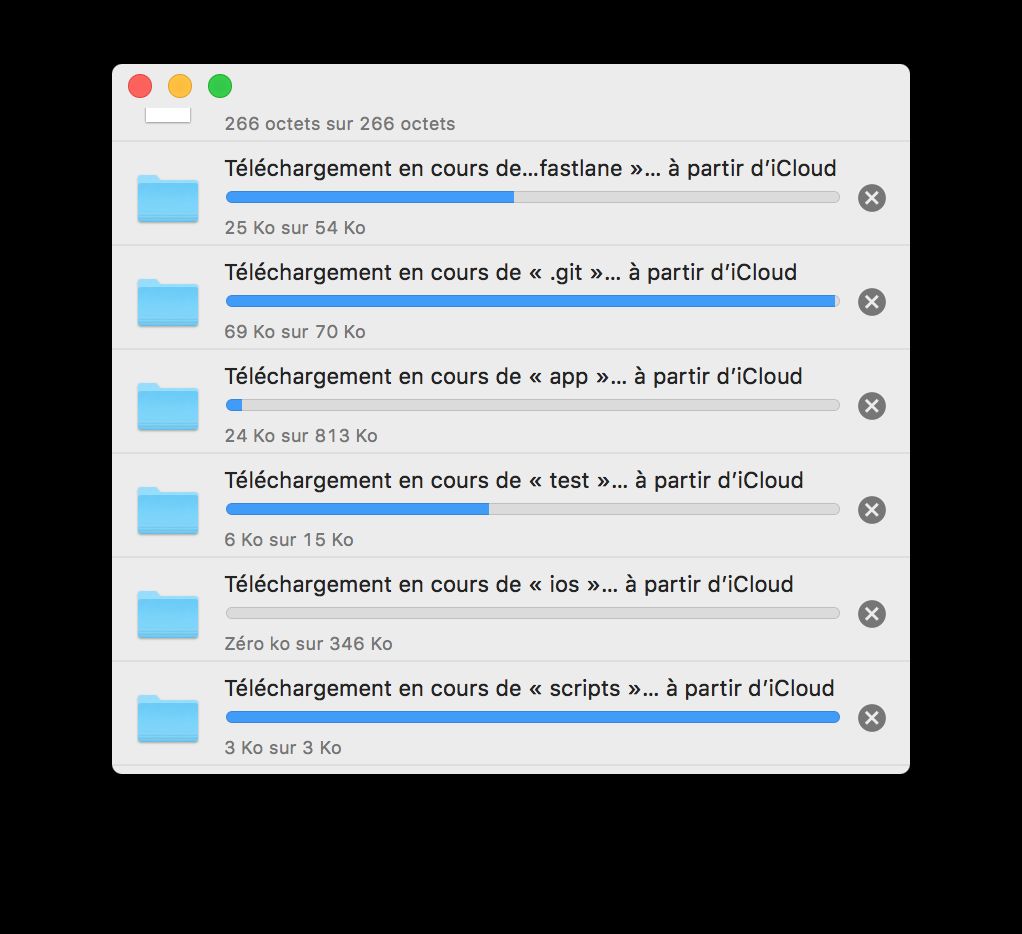 266 octets sur 266 octets
Téléchargement en cours de...fastlane »... à partir d’iCloud
25 Ko sur 54 Ko
Téléchargement en cours de « .git »... à partir d’iCloud
69 Ko sur 70 Ko
Téléchargement en cours de « app »... à partir d’iCloud
24 Ko sur 813 Ko
Téléchargement en cours de « test »... à partir d’iCloud
6 Ko sur 15 Ko
Téléchargement en cours de « ios »... à partir d’iCloud
Zéro ko sur 346 Ko
Téléchargement en cours de « scripts »... à partir d’iCloud
3 Ko sur 3 Ko